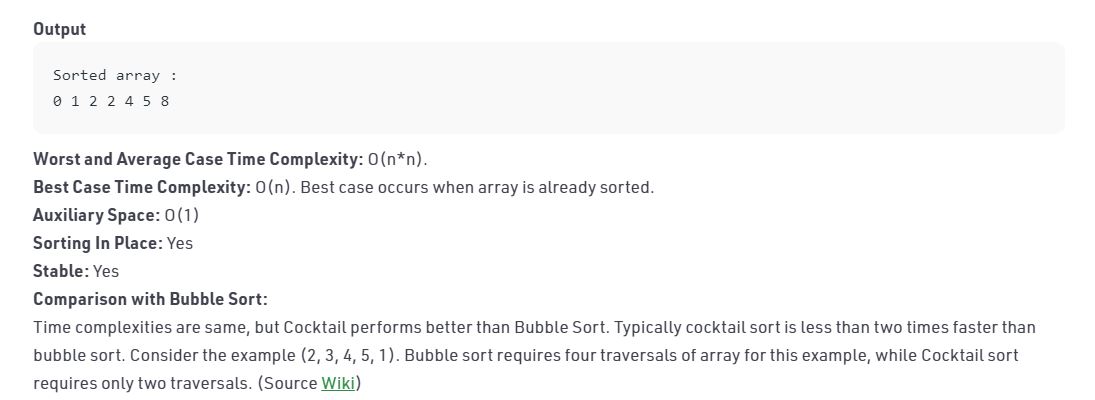 Output
Sorted array :
0 1 2 2 4 5 8
Worst and Average Case Time Complexity: O(n*n).
Best Case Time Complexity: O(n). Best case occurs when array is already sorted.
Auxiliary Space: O(1)
Sorting In Place: Yes
Stable: Yes
Comparison with Bubble Sort:
Time complexities are same, but Cocktail performs better than Bubble Sort. Typically cocktail sort is less than two times faster than
bubble sort. Consider the example (2, 3, 4, 5, 1). Bubble sort requires four traversals of array for this example, while Cocktail sort
requires only two traversals. (Source Wiki)